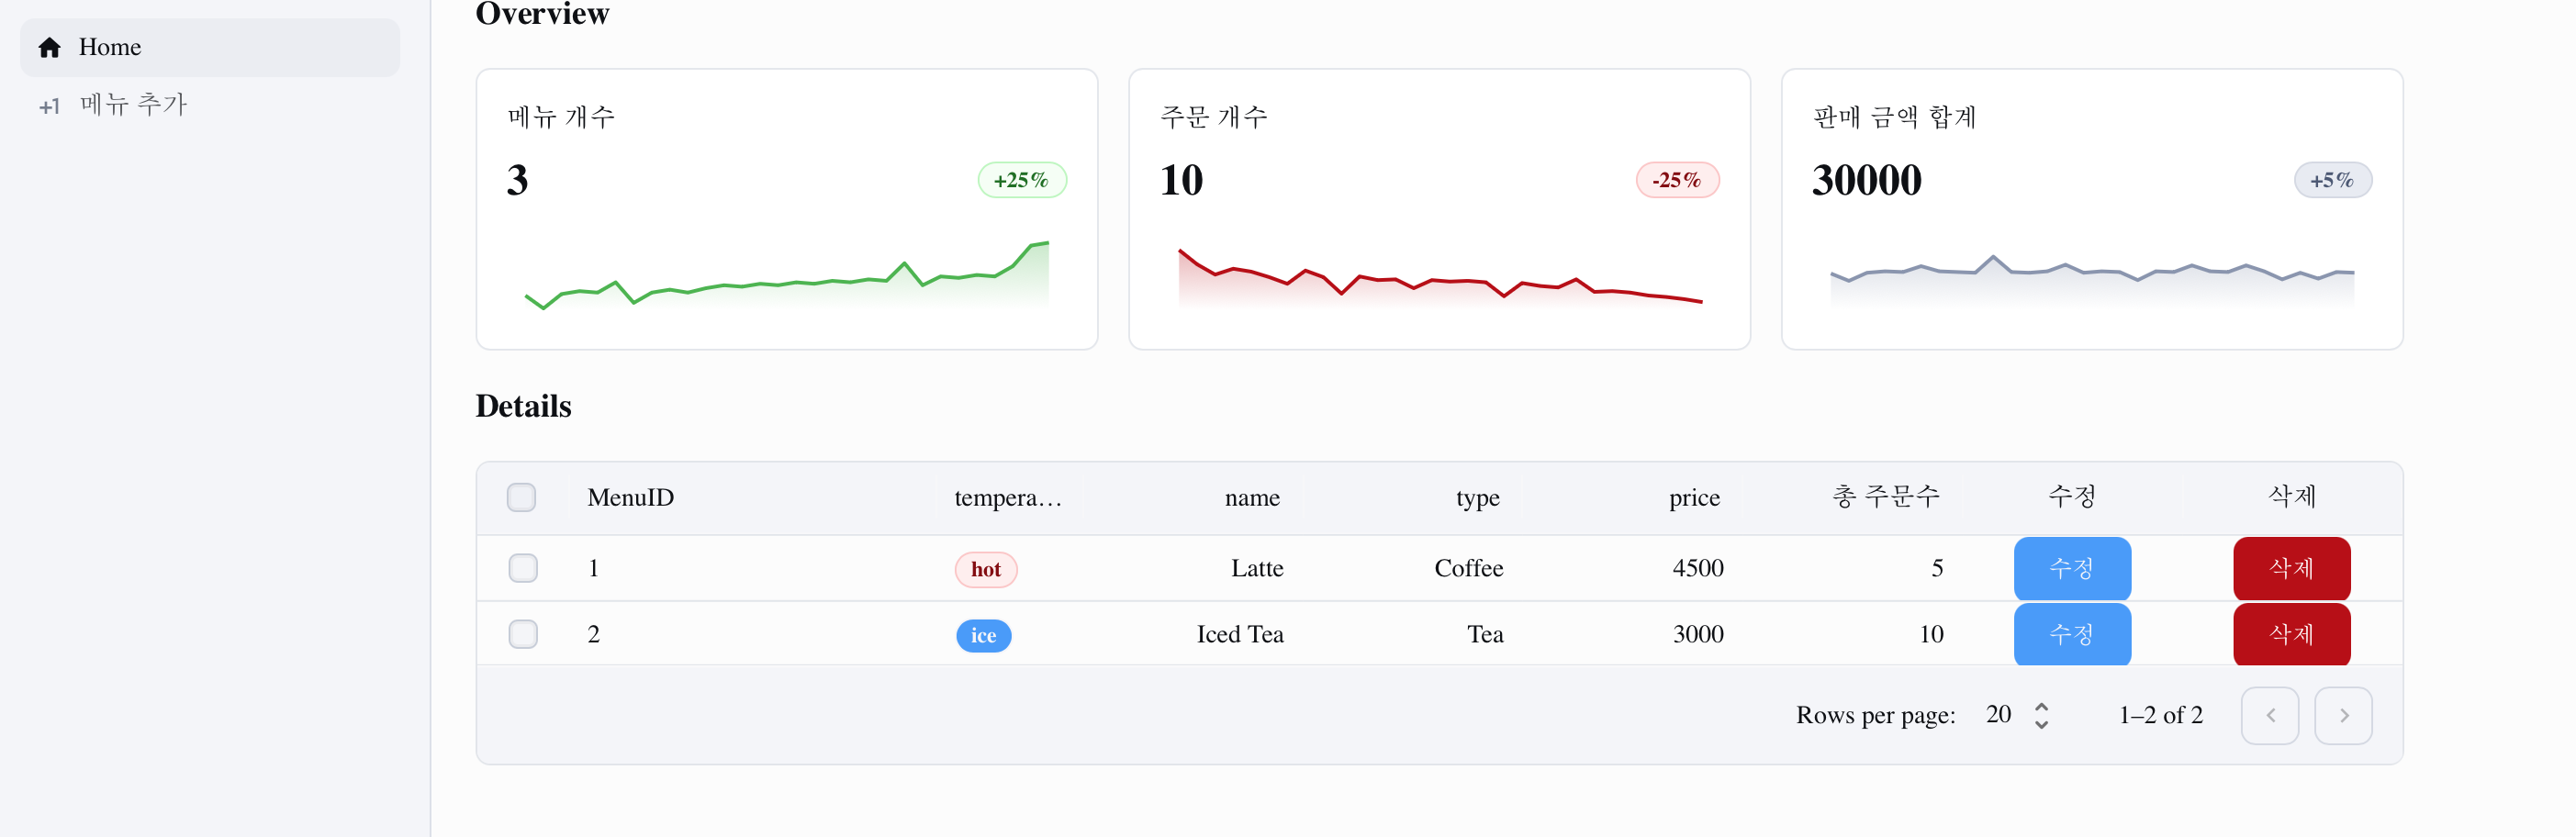 Overview
Home
+1 메뉴 추가
메뉴 개수
3 +25%
주문 개수
10 -25%
판매 금액 합계
30000 +5%
Details
MenuID tempera… name type price 총 주문수 수정 삭제
1 hot Latte Coffee 4500 5 수정 삭제
2 ice Iced Tea Tea 3000 10 수정 삭제
Rows per page: 20 1–2 of 2